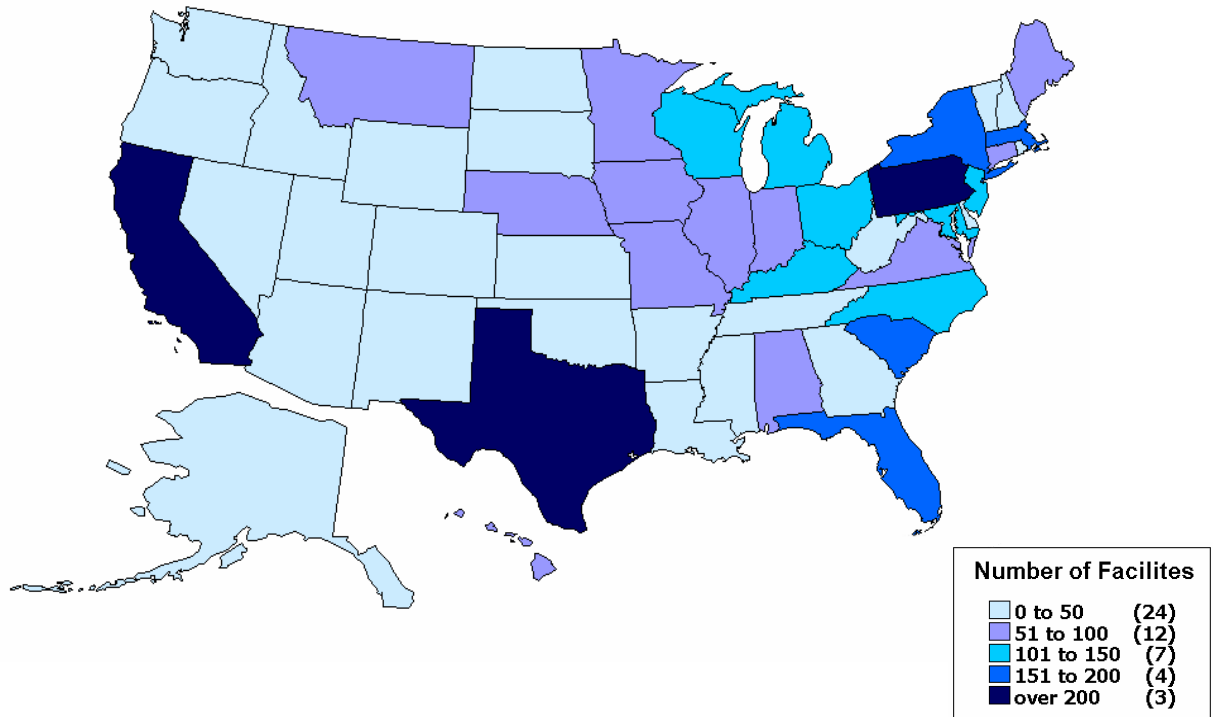 Number of Facilites
0 to 50 (24)
51 to 100 (12)
101 to 150 (7)
151 to 200 (4)
over 200 (3)